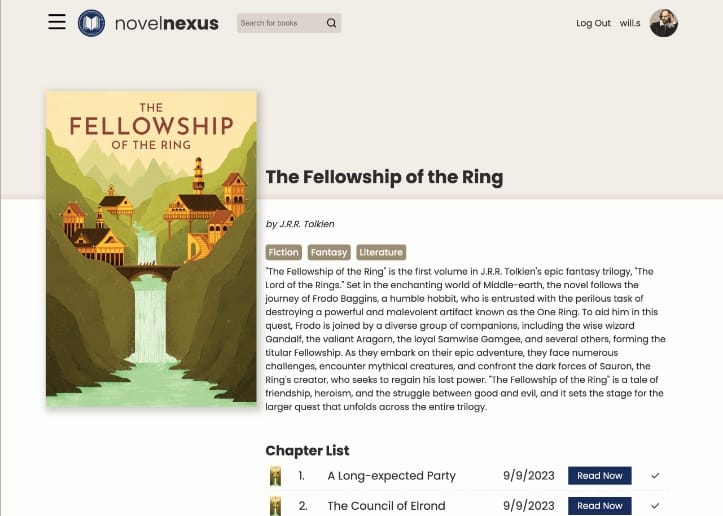 novelnexus
Search for books
Log Out will.s
THE
FELLOWSHIP
OF THE RING
The Fellowship of the Ring
by J.R.R. Tolkien
Fiction Fantasy Literature
"The Fellowship of the Ring" is the first volume in J.R.R. Tolkien's epic fantasy trilogy, "The
Lord of the Rings." Set in the enchanting world of Middle-earth, the novel follows the
journey of Frodo Baggins, a humble hobbit, who is entrusted with the perilous task of
destroying a powerful and malevolent artifact known as the One Ring. To aid him in this
quest, Frodo is joined by a diverse group of companions, including the wise wizard
Gandalf, the valiant Aragorn, the loyal Samwise Gamgee, and several others, forming the
titular Fellowship. As they embark on their epic adventure, they face numerous
challenges, encounter mythical creatures, and confront the dark forces of Sauron, the
Ring's creator, who seeks to regain his lost power. "The Fellowship of the Ring" is a tale of
friendship, heroism, and the struggle between good and evil, and it sets the stage for the
larger quest that unfolds across the entire trilogy.
Chapter List
1. A Long-expected Party 9/9/2023 Read Now
2. The Council of Elrond 9/9/2023 Read Now